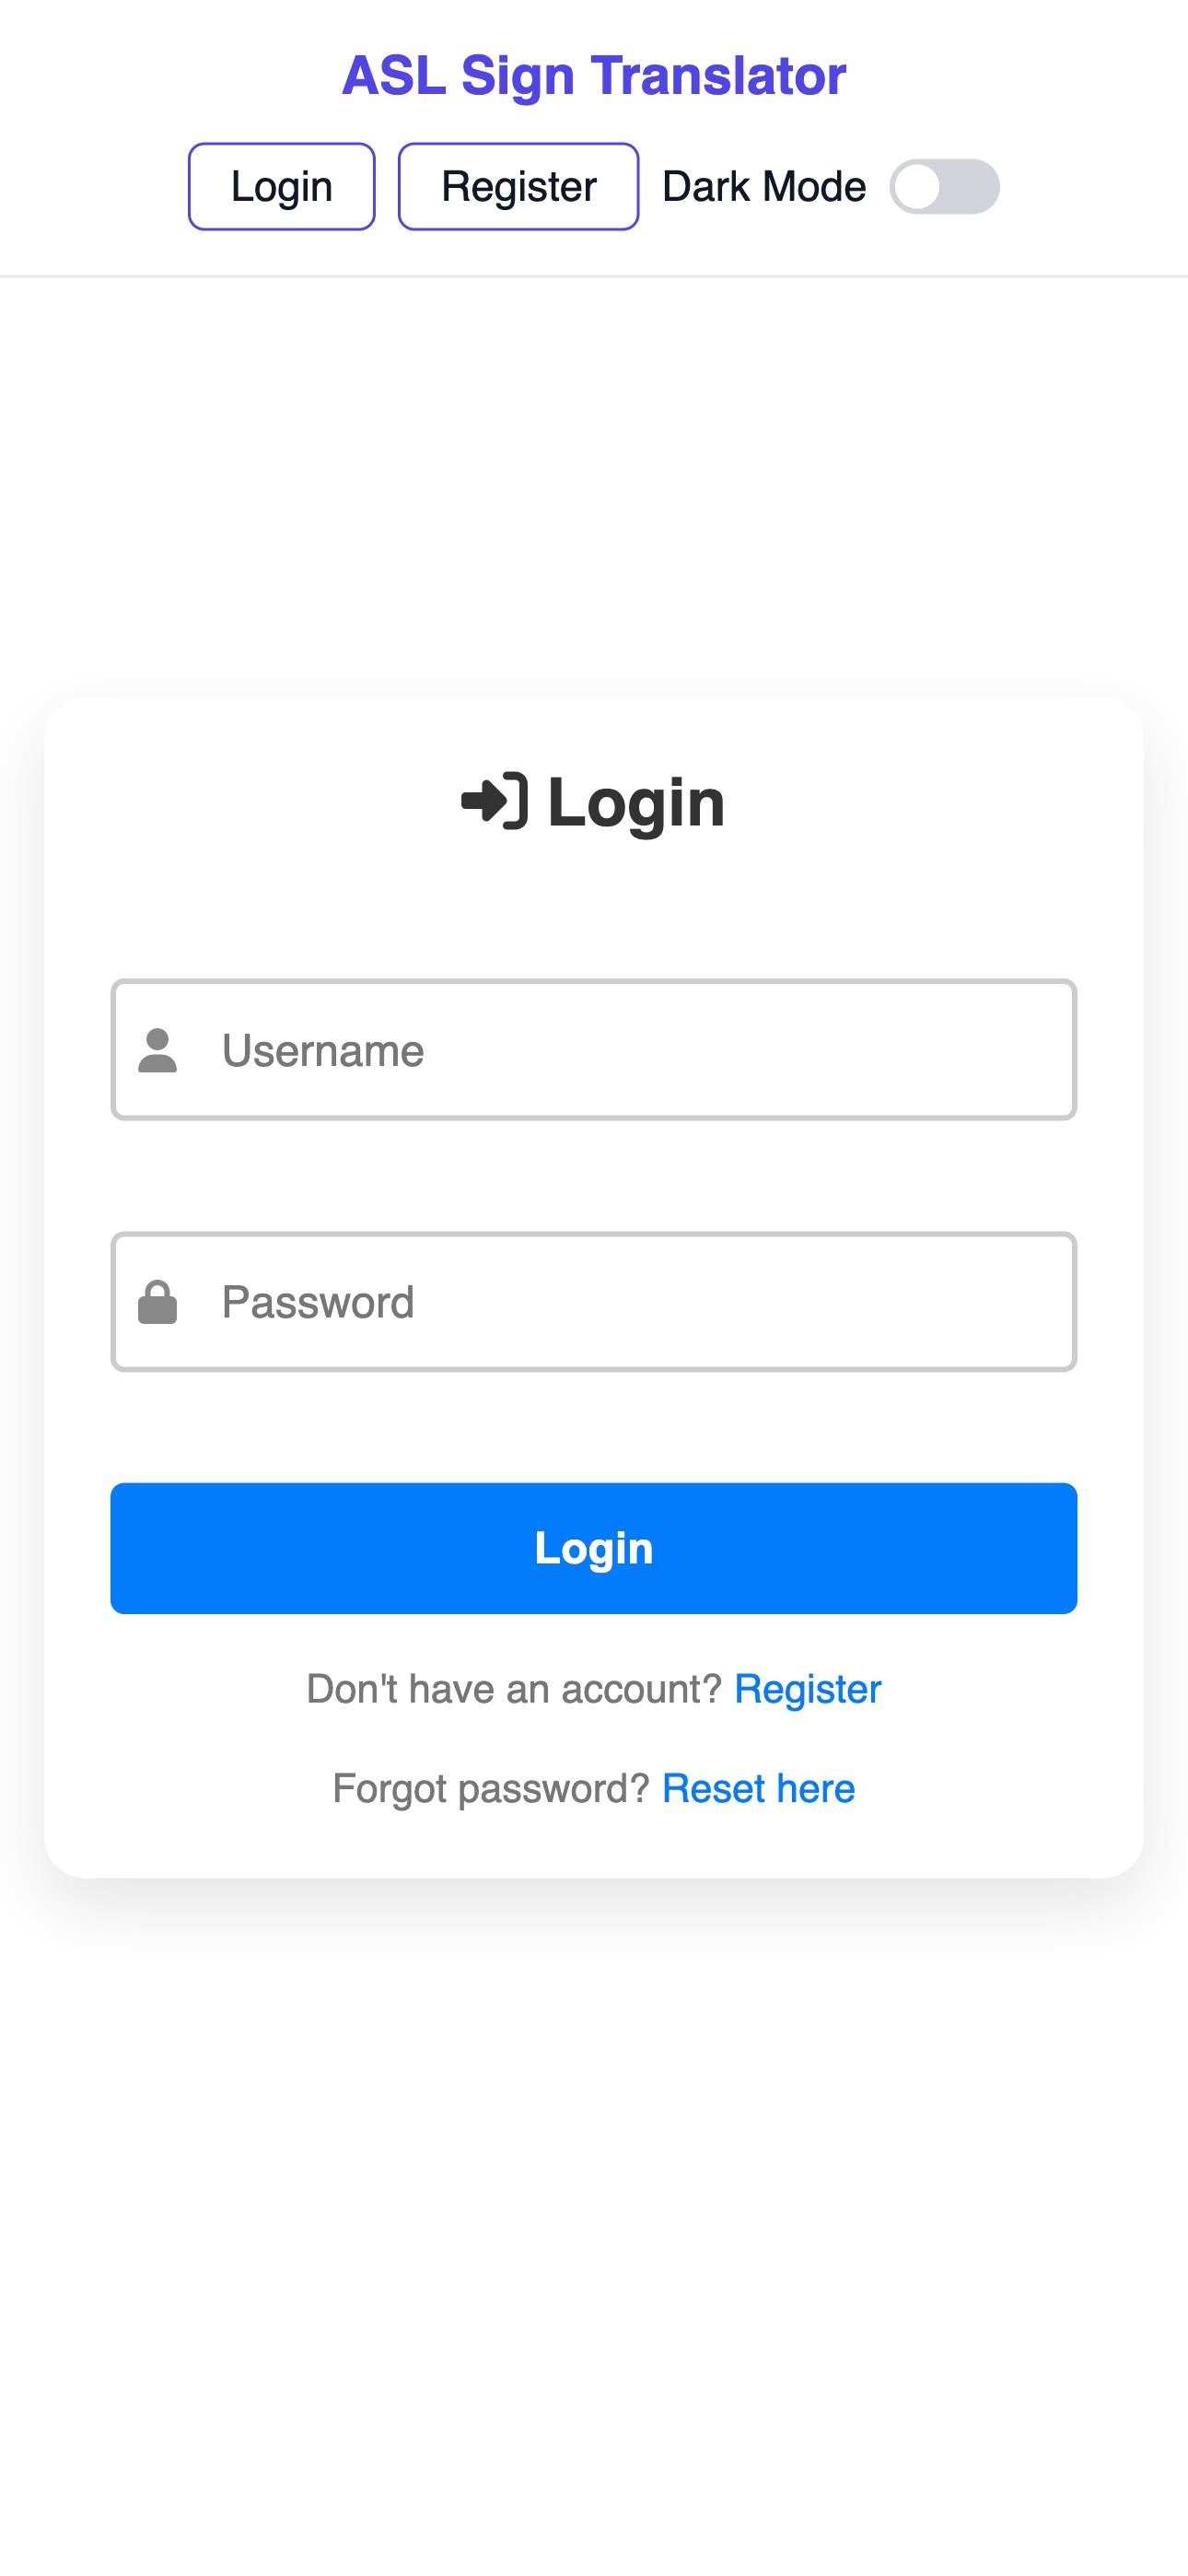 ASL Sign Translator
Login Register Dark Mode
Login
Username
Password
Login
Don't have an account? Register
Forgot password? Reset here